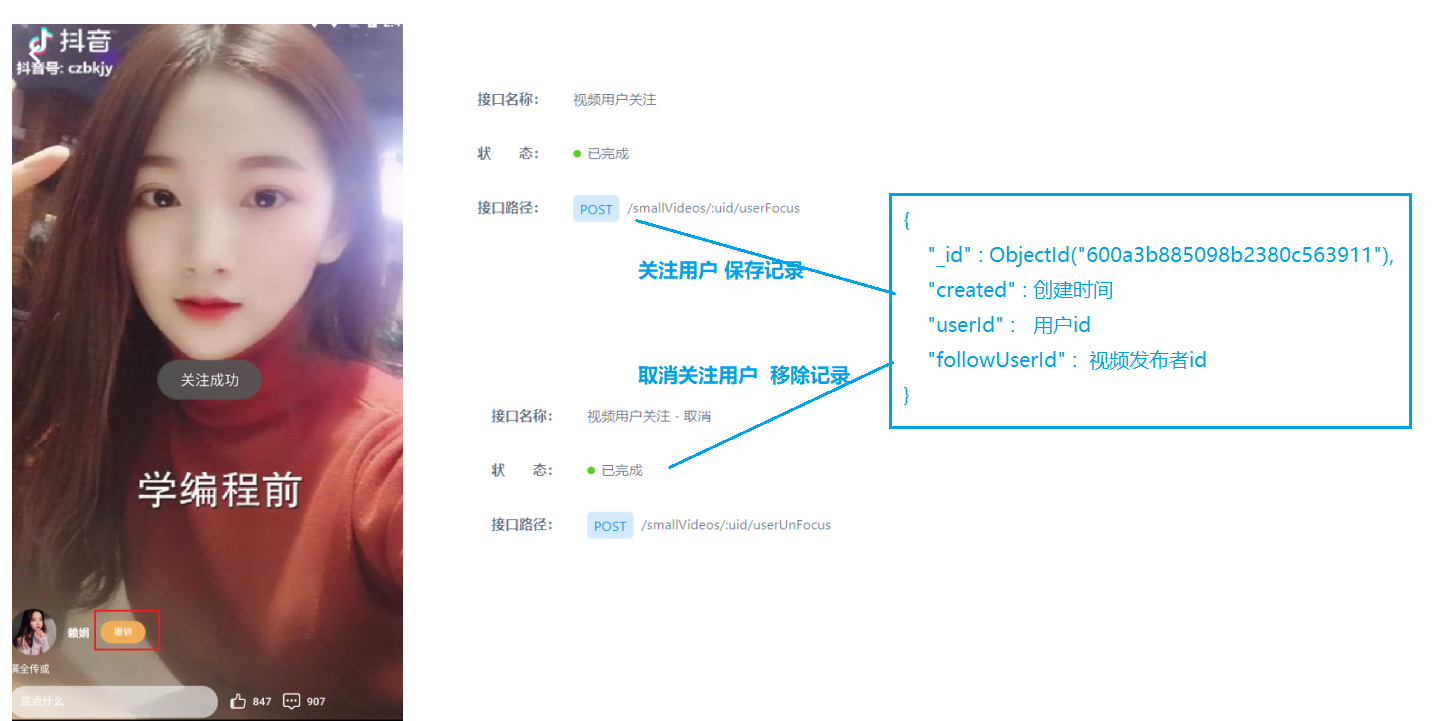 抖音
抖音号: czbkjy
关注成功
学编程前
赖娟
撤销
满全传或
说点什么
847
907
接口名称: 视频用户关注
状 态: 已完成
接口路径: POST /smallVideos/:uid/userFocus
关注用户 保存记录
取消关注用户 移除记录
接口名称: 视频用户关注 - 取消
状 态: 已完成
接口路径: POST /smallVideos/:uid/userUnFocus
{
"_id" : ObjectId("600a3b885098b2380c563911"),
"created" : 创建时间
"userId" : 用户id
"followUserId" : 视频发布者id
}